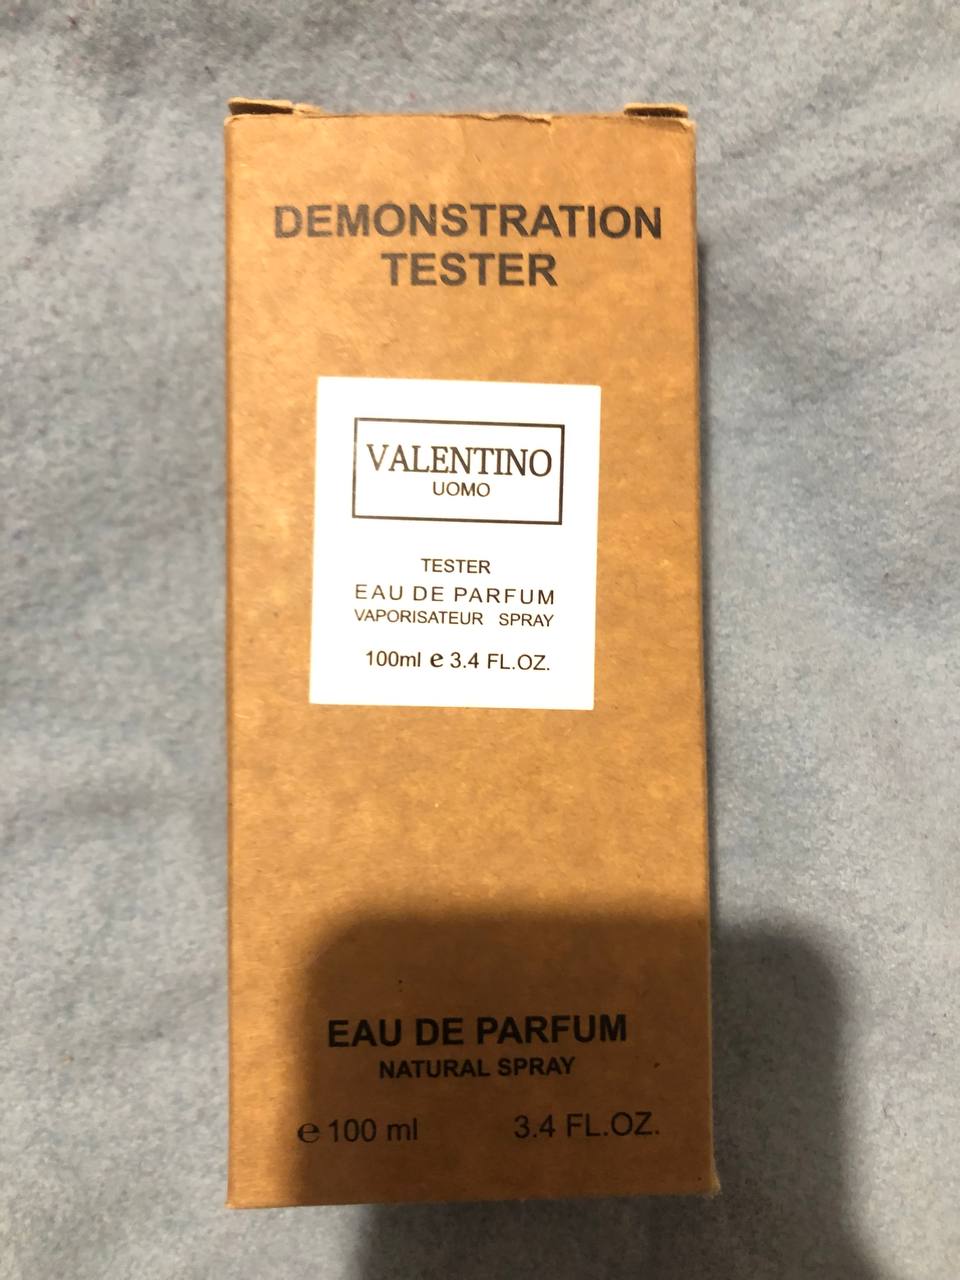 DEMONSTRATION
TESTER
VALENTINO
UOMO
TESTER
EAU DE PARFUM
VAPORISATEUR SPRAY
100ml e 3.4 FL.OZ.
EAU DE PARFUM
NATURAL SPRAY
℮ 100 ml 3.4 FL.OZ.